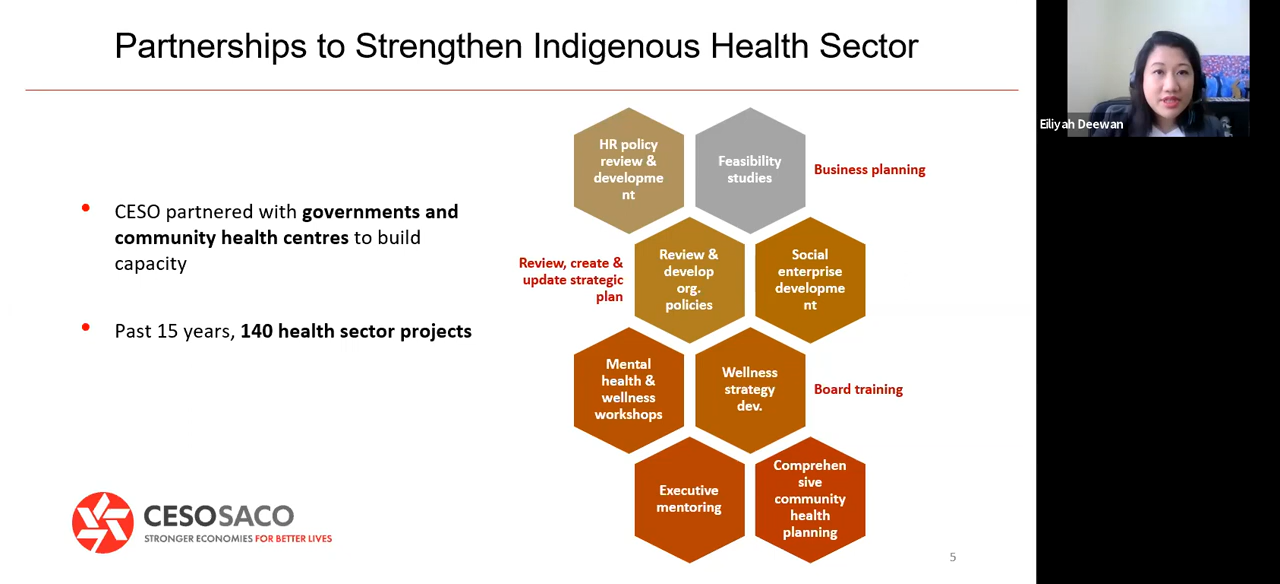 Partnerships to Strengthen Indigenous Health Sector
Eiliyah Deewan
CESO partnered with governments and
community health centres to build
capacity
Past 15 years, 140 health sector projects
HR policy
review &
developme
nt
Feasibility
studies
Business planning
Review, create &
update strategic
plan
Review &
develop
org.
policies
Social
enterprise
developme
nt
Mental
health &
wellness
workshops
Wellness
strategy
dev.
Board training
Executive
mentoring
Comprehen
sive
community
health
planning
CESOSACO
STRONGER ECONOMIES FOR BETTER LIVES
5